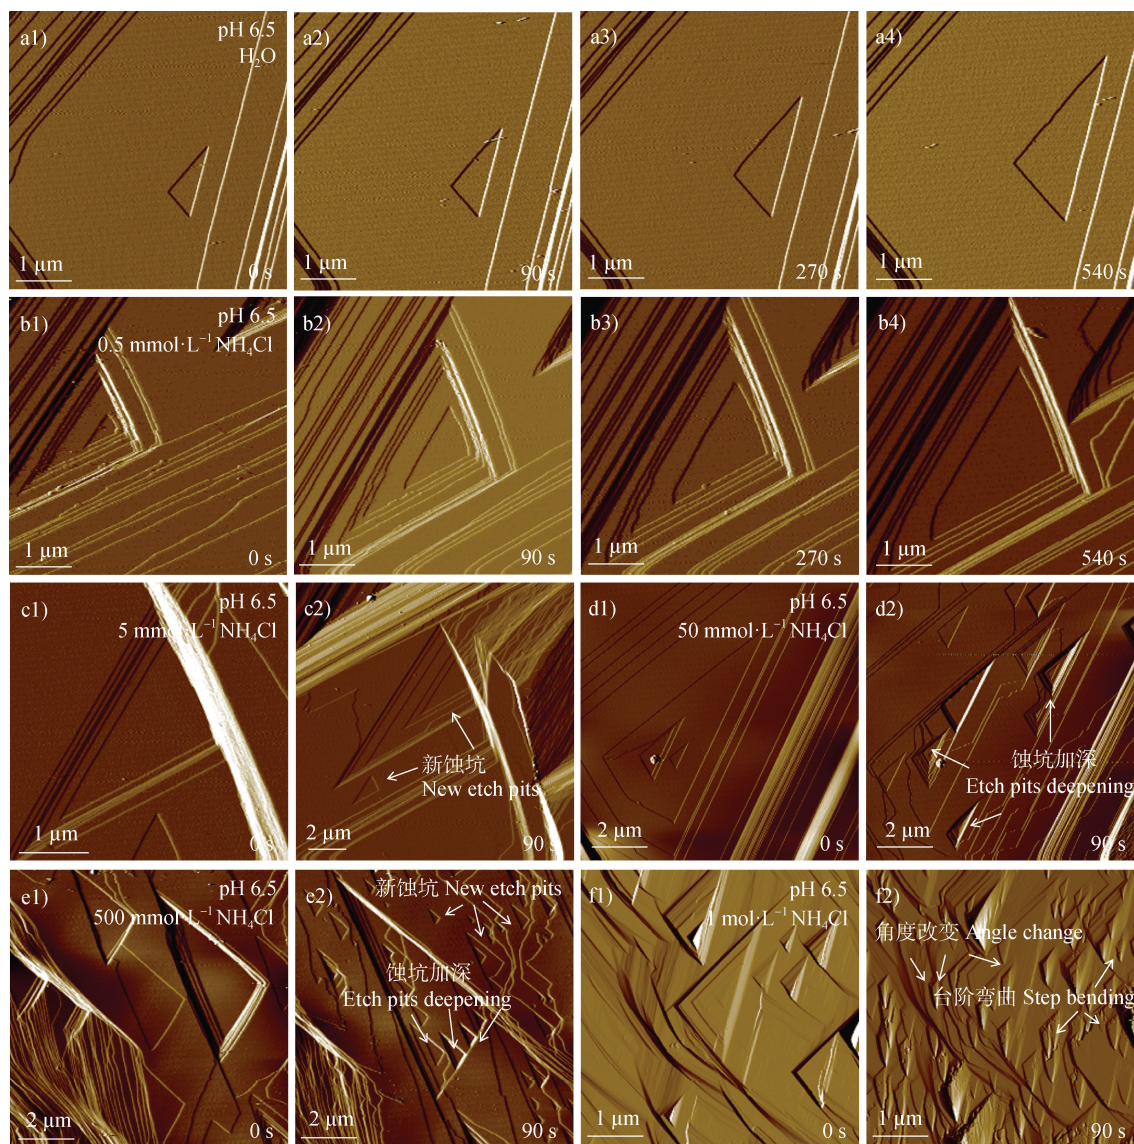 a1)
pH 6.5
H₂O
1 μm
0 s
a2)
1 μm
90 s
a3)
1 μm
270 s
a4)
1 μm
540 s
b1)
pH 6.5
0.5 mmol·L⁻¹ NH₄Cl
1 μm
0 s
b2)
1 μm
90 s
b3)
1 μm
270 s
b4)
1 μm
540 s
c1)
pH 6.5
5 mmol·L⁻¹ NH₄Cl
1 μm
0 s
c2)
新蚀坑
New etch pits
2 μm
90 s
d1)
pH 6.5
50 mmol·L⁻¹ NH₄Cl
2 μm
0 s
d2)
蚀坑加深
Etch pits deepening
2 μm
90 s
e1)
pH 6.5
500 mmol·L⁻¹ NH₄Cl
2 μm
0 s
e2)
新蚀坑 New etch pits
蚀坑加深
Etch pits deepening
2 μm
90 s
f1)
pH 6.5
1 mol·L⁻¹ NH₄Cl
1 μm
0 s
f2)
角度改变 Angle change
台阶弯曲 Step bending
1 μm
90 s